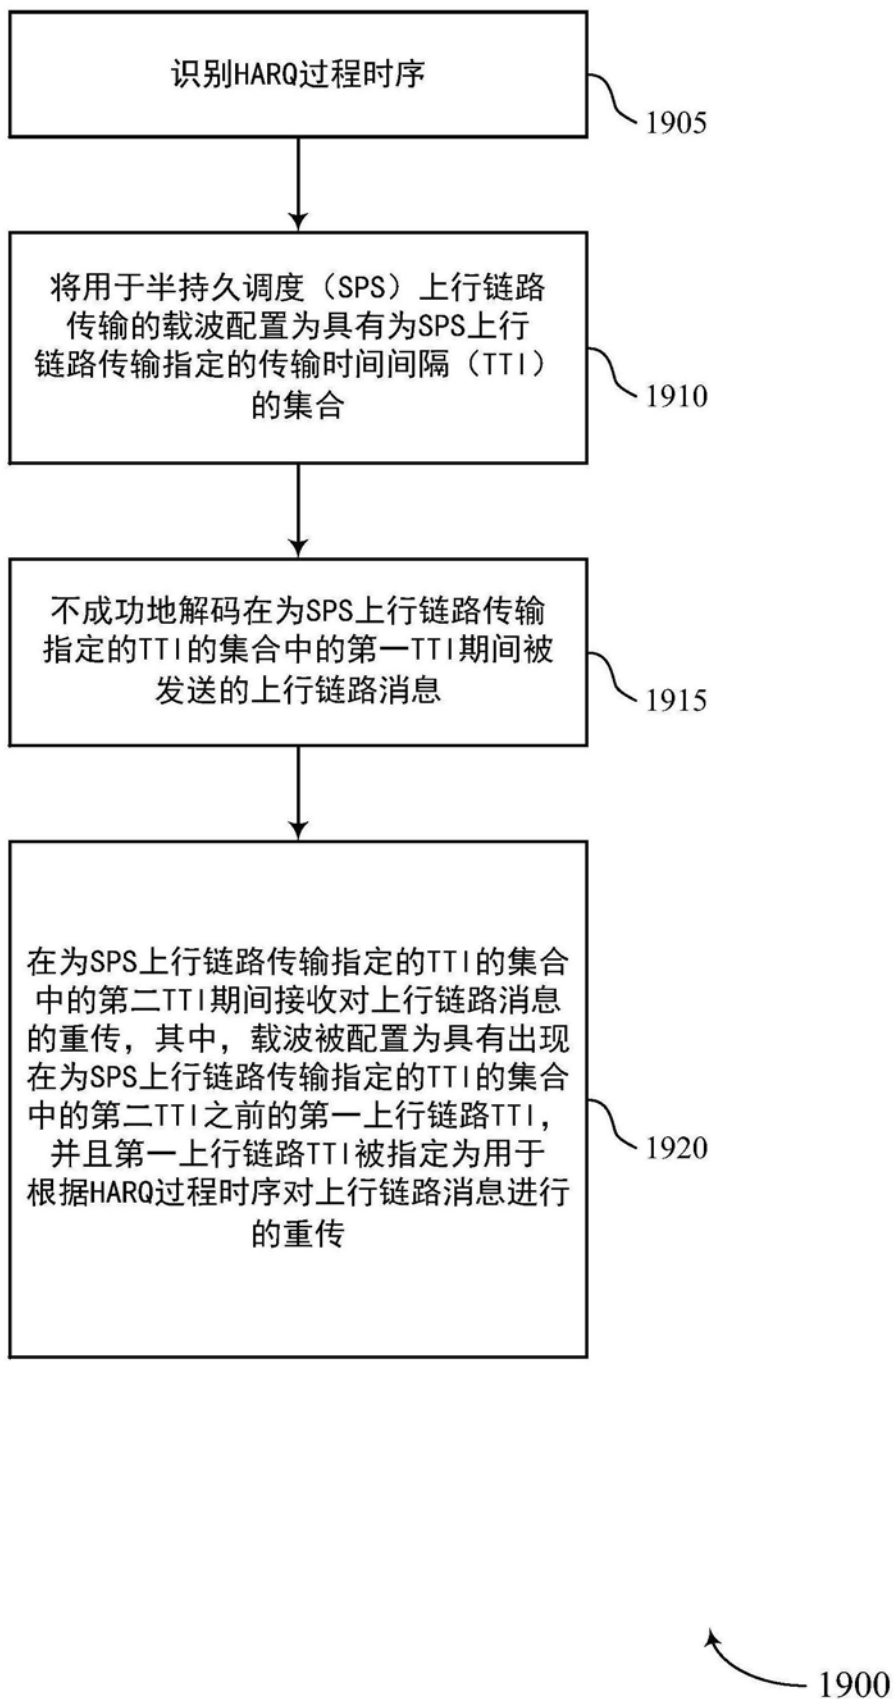 识别HARQ过程时序
1905
将用于半持久调度（SPS）上行链路
传输的载波配置为具有为SPS上行
链路传输指定的传输时间间隔（TTI）
的集合
1910
不成功地解码在为SPS上行链路传输
指定的TTI的集合中的第一TTI期间被
发送的上行链路消息
1915
在为SPS上行链路传输指定的TTI的集合
中的第二TTI期间接收对上行链路消息
的重传，其中，载波被配置为具有出现
在为SPS上行链路传输指定的TTI的集合
中的第二TTI之前的第一上行链路TTI，
并且第一上行链路TTI被指定为用于
根据HARQ过程时序对上行链路消息进行
的重传
1920
1900